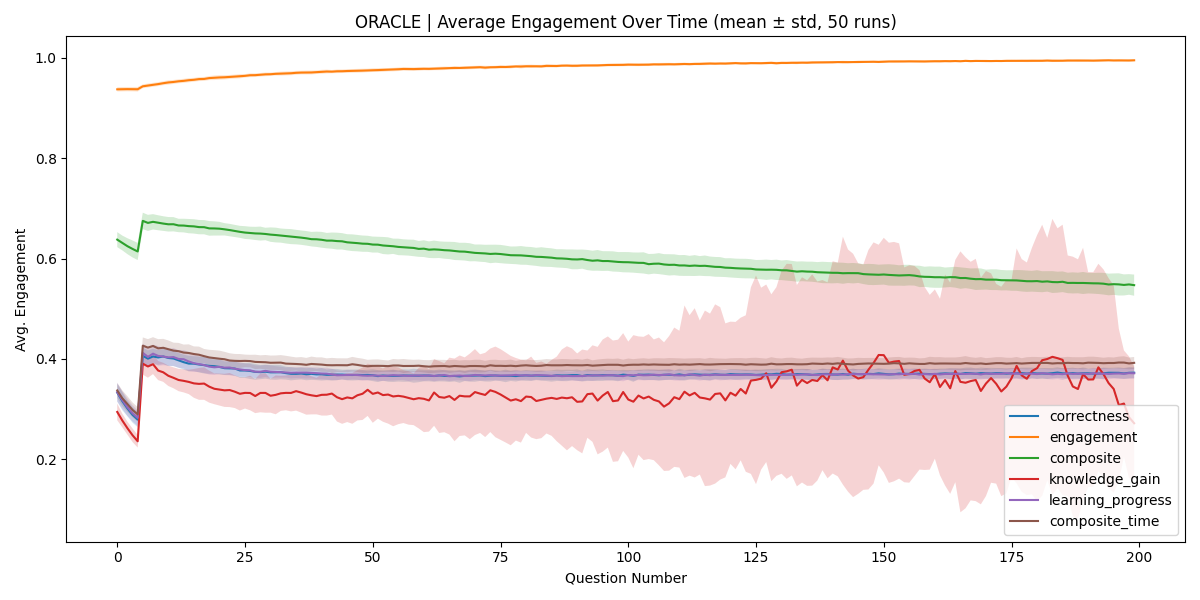 ORACLE | Average Engagement Over Time (mean ± std, 50 runs)
Avg. Engagement
1.0
0.8
0.6
0.4
0.2
correctness
engagement
composite
knowledge_gain
learning_progress
composite_time
0 25 50 75 100 125 150 175 200
Question Number